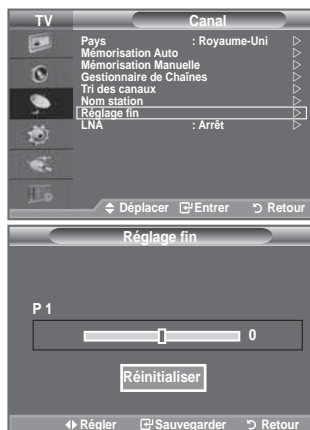 TV Canal
Pays : Royaume-Uni
Mémorisation Auto
Mémorisation Manuelle
Gestionnaire de Chaînes
Tri des canaux
Nom station
Réglage fin
LNA : Arrêt
Déplacer Entrer Retour
Réglage fin
P 1
0
Réinitialiser
Régler Sauvegarder Retour